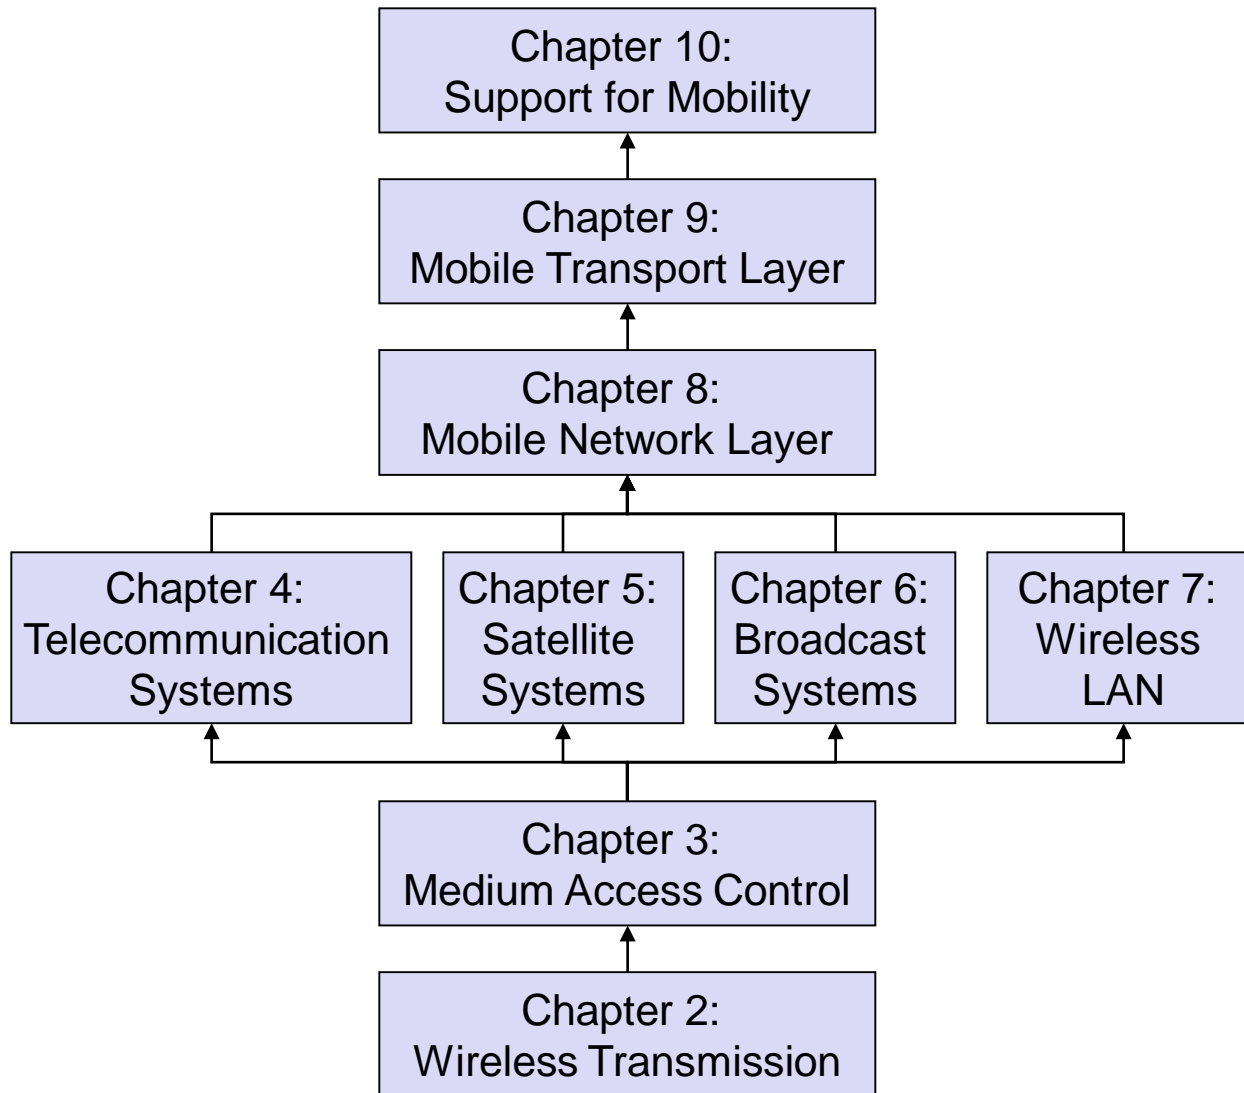 Chapter 10:
Support for Mobility
Chapter 9:
Mobile Transport Layer
Chapter 8:
Mobile Network Layer
Chapter 4:
Telecommunication
Systems
Chapter 5:
Satellite
Systems
Chapter 6:
Broadcast
Systems
Chapter 7:
Wireless
LAN
Chapter 3:
Medium Access Control
Chapter 2:
Wireless Transmission